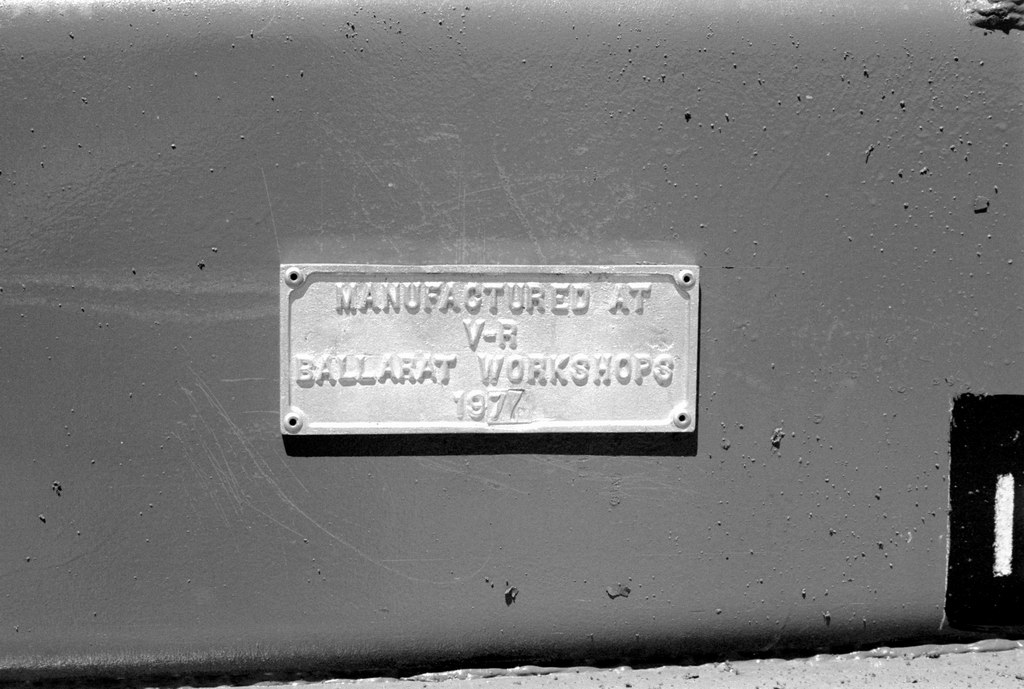 MANUFACTURED AT
V-R
BALLARAT WORKSHOPS
1977